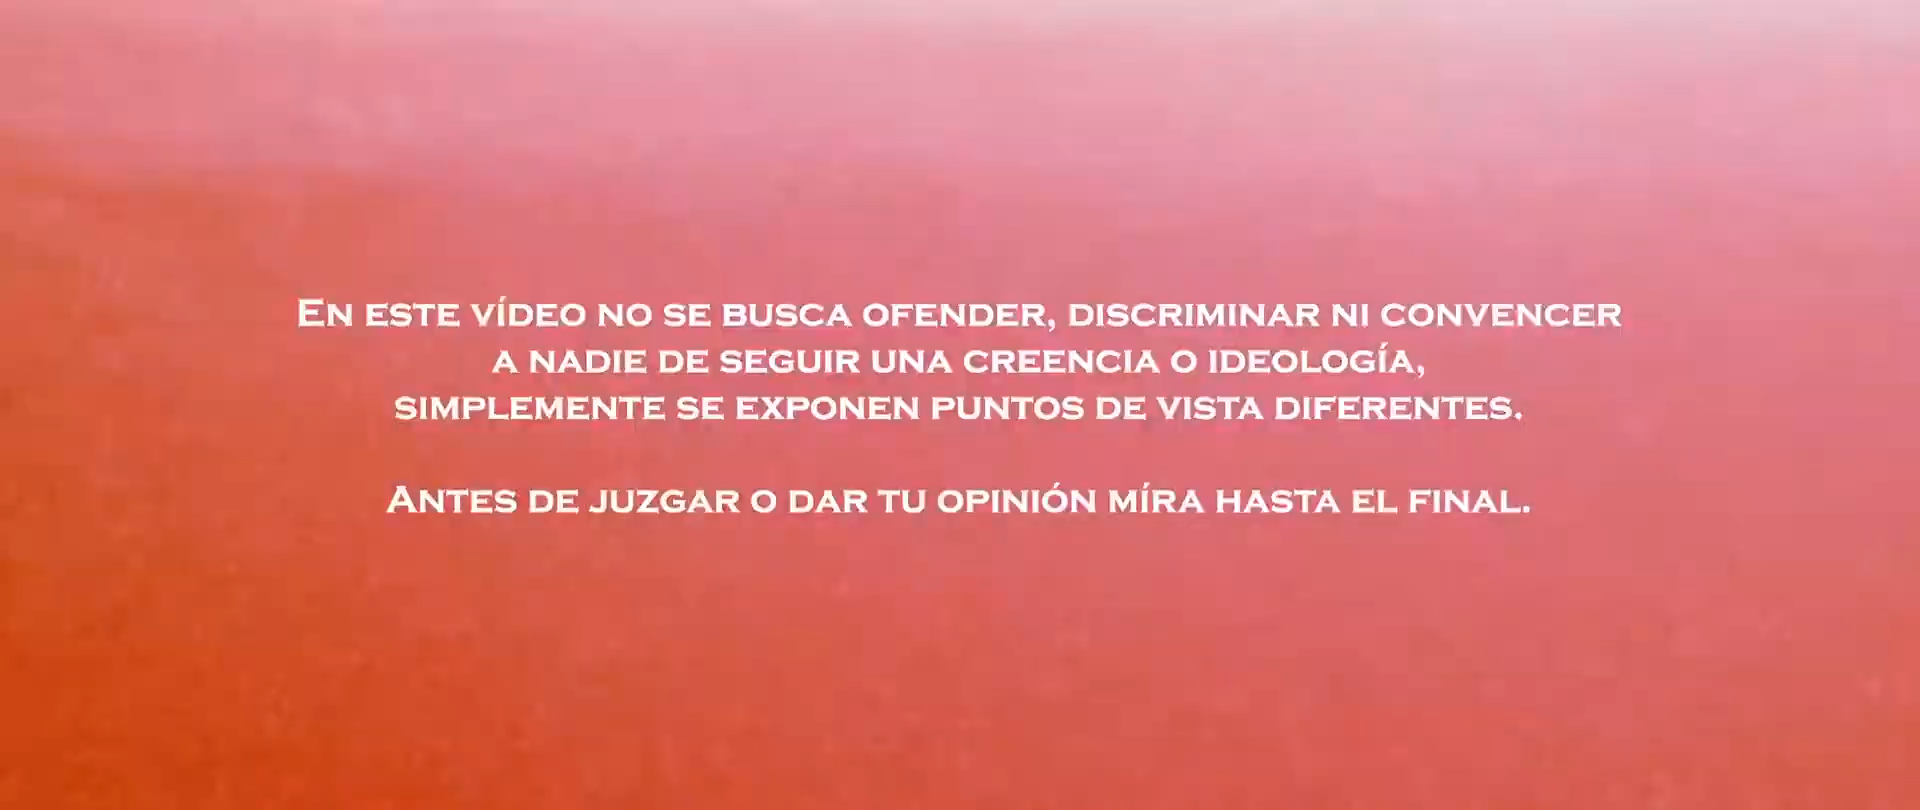 En este vídeo no se busca ofender, discriminar ni convencer
a nadie de seguir una creencia o ideología,
simplemente se exponen puntos de vista diferentes.
Antes de juzgar o dar tu opinión míra hasta el final.